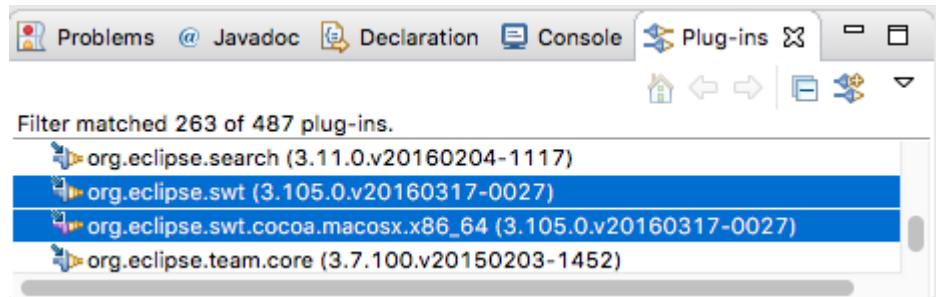 Problems @ Javadoc Declaration Console Plug-ins
Filter matched 263 of 487 plug-ins.
org.eclipse.search (3.11.0.v20160204-1117)
org.eclipse.swt (3.105.0.v20160317-0027)
org.eclipse.swt.cocoa.macosx.x86_64 (3.105.0.v20160317-0027)
org.eclipse.team.core (3.7.100.v20150203-1452)